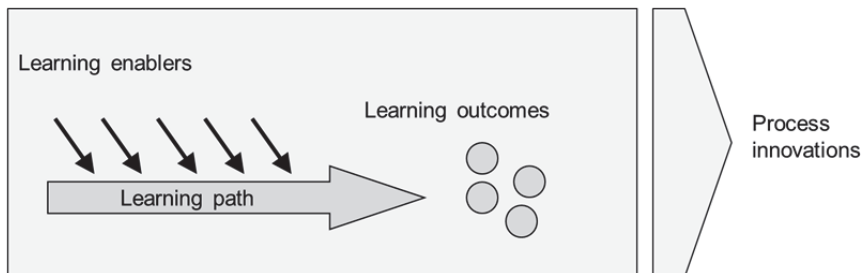 Learning enablers
Learning outcomes
Learning path
Process
innovations